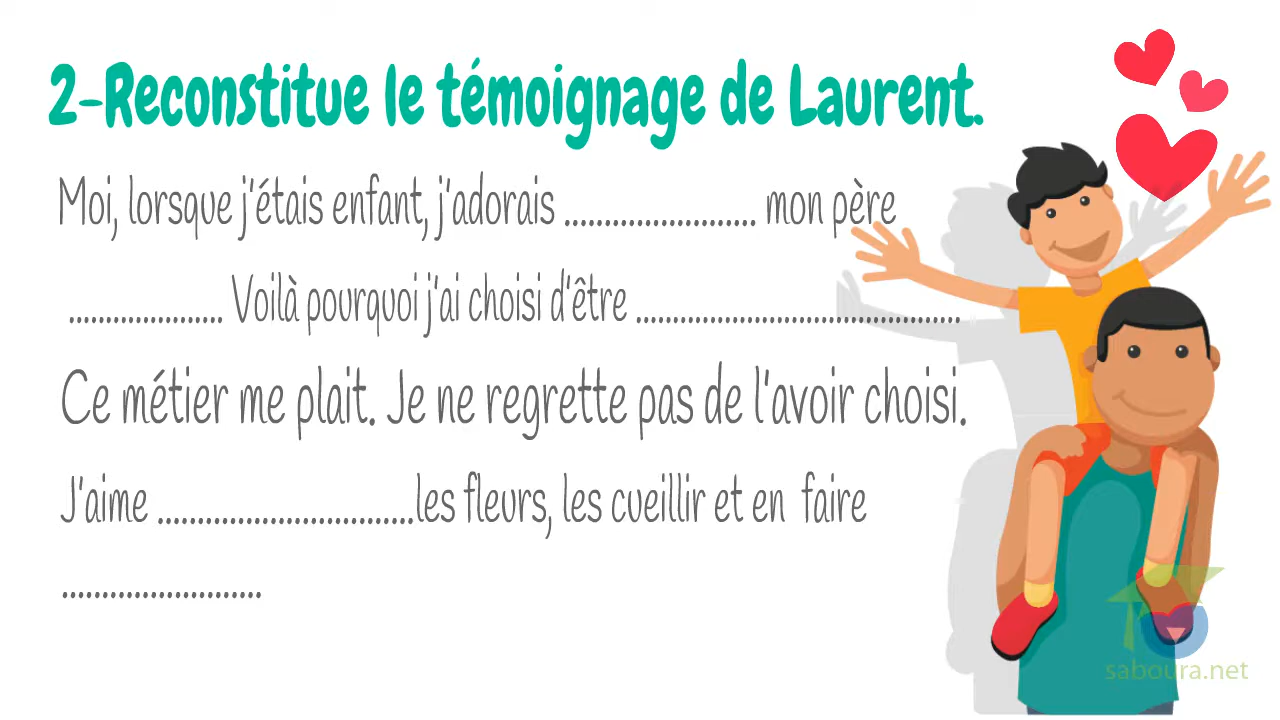 2-Reconstitue le témoignage de Laurent.
Moi, lorsque j'étais enfant, j'adorais ........................ mon père
..................... Voilà pourquoi j'ai choisi d'être ..........................................
Ce métier me plait. Je ne regrette pas de l'avoir choisi.
J'aime ................................les fleurs, les cueillir et en faire
.........................
saboura.net